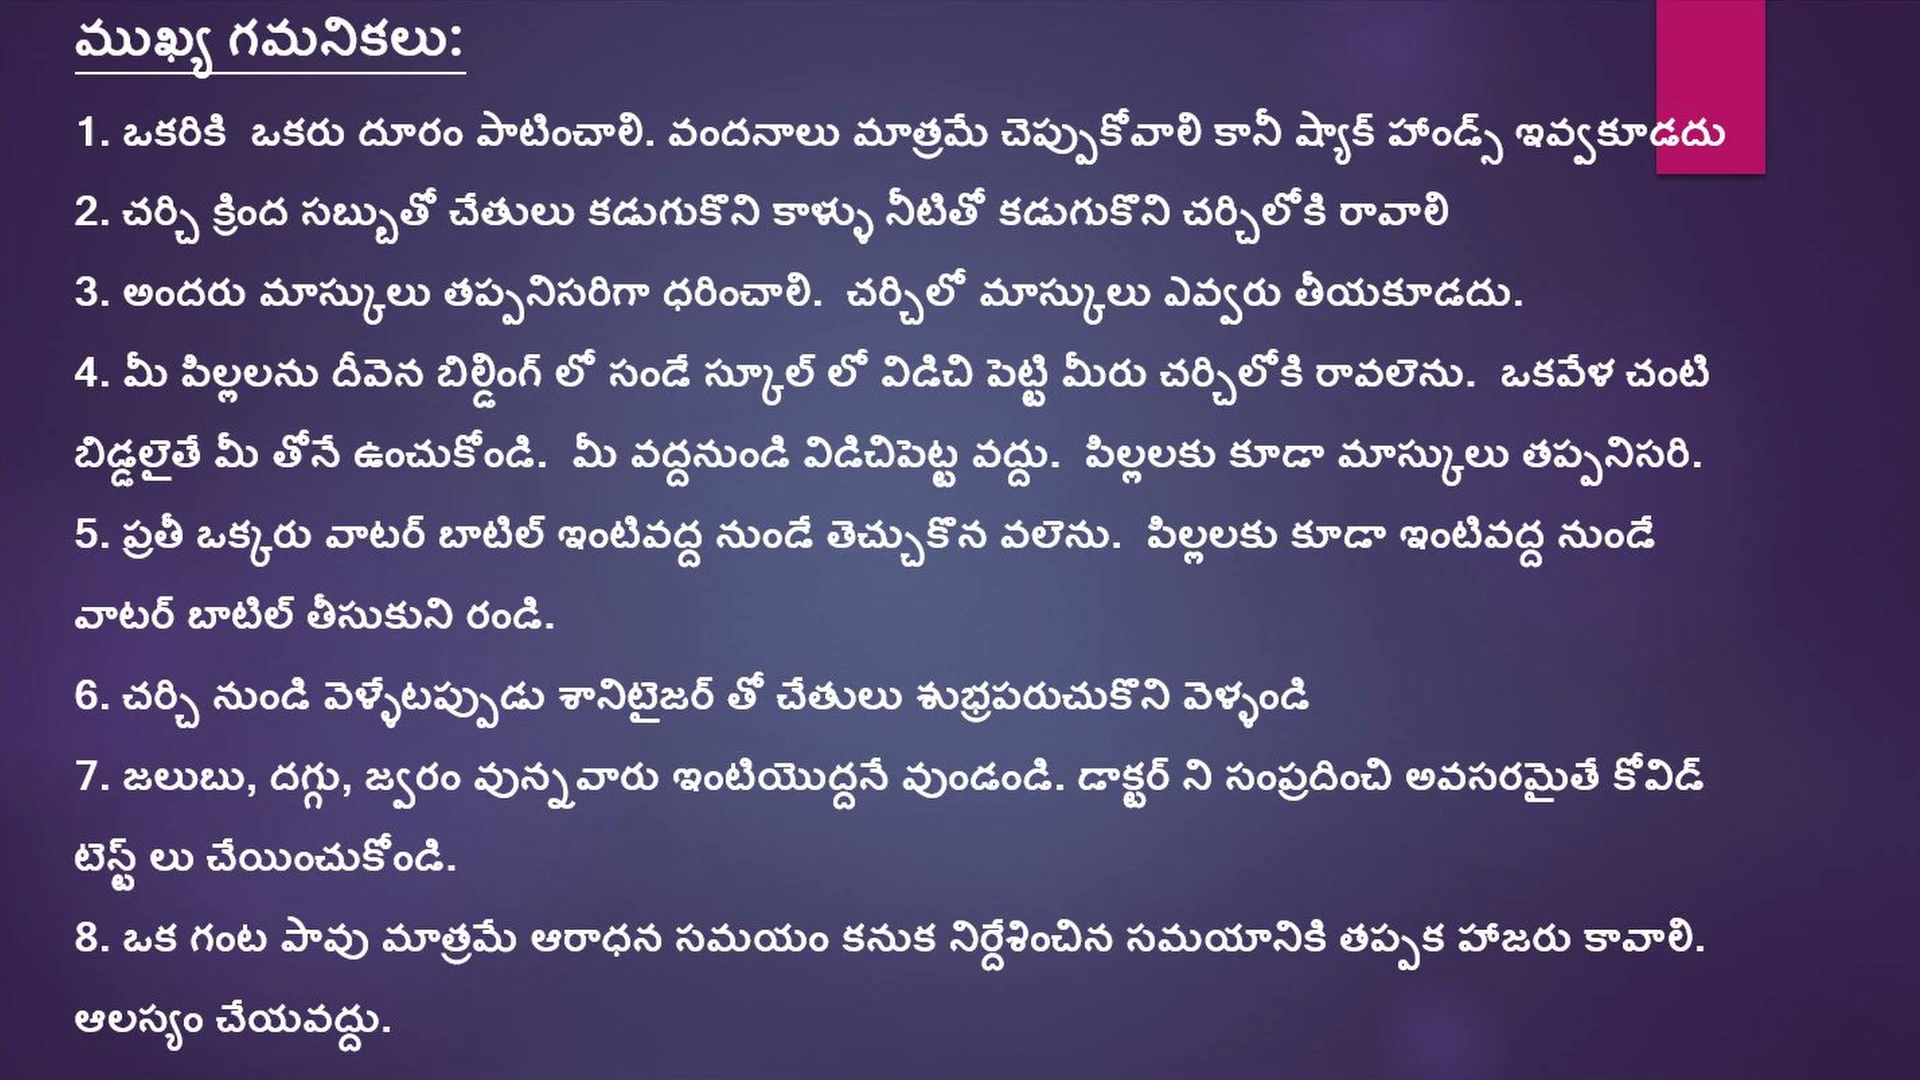 ముఖ్య గమనికలు:
1. ఒకరికి  ఒకరు దూరం పాటించాలి. వందనాలు మాత్రమే చెప్పుకోవాలి కానీ ష్యాక్ హాండ్స్ ఇవ్వకూడదు
2. చర్చి క్రింద సబ్బుతో చేతులు కడుగుకొని కాళ్ళు నీటితో కడుగుకొని చర్చిలోకి రావాలి
3. అందరు మాస్కులు తప్పనిసరిగా ధరించాలి.  చర్చిలో మాస్కులు ఎవ్వరు తీయకూడదు.
4. మీ పిల్లలను దీవెన బిల్డింగ్ లో సండే స్కూల్ లో విడిచి పెట్టి మీరు చర్చిలోకి రావలెను.  ఒకవేళ చంటి
బిడ్డలైతే మీ తోనే ఉంచుకోండి.  మీ వద్దనుండి విడిచిపెట్ట వద్దు.  పిల్లలకు కూడా మాస్కులు తప్పనిసరి.
5. ప్రతీ ఒక్కరు వాటర్ బాటిల్ ఇంటివద్ద నుండే తెచ్చుకొన వలెను.  పిల్లలకు కూడా ఇంటివద్ద నుండే
వాటర్ బాటిల్ తీసుకుని రండి.
6. చర్చి నుండి వెళ్ళేటప్పుడు శానిటైజర్ తో చేతులు శుభ్రపరుచుకొని వెళ్ళండి
7. జలుబు, దగ్గు, జ్వరం వున్నవారు ఇంటియొద్దనే వుండండి. డాక్టర్ ని సంప్రదించి అవసరమైతే కోవిడ్
టెస్ట్ లు చేయించుకోండి.
8. ఒక గంట పావు మాత్రమే ఆరాధన సమయం కనుక నిర్దేశించిన సమయానికి తప్పక హాజరు కావాలి.
ఆలస్యం చేయవద్దు.